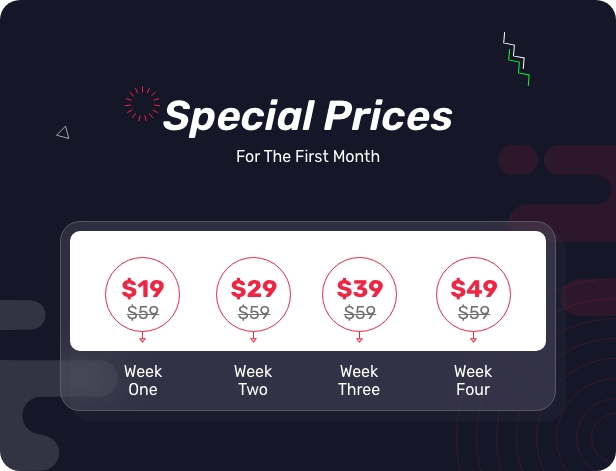 Special Prices
For The First Month
$19 $29 $39 $49
$59 $59 $59 $59
Week Week Week Week
One Two Three Four